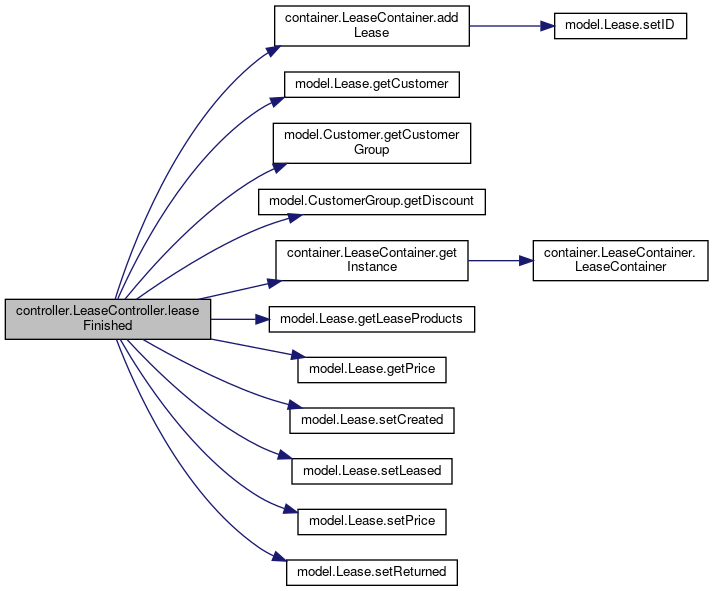 container.LeaseContainer.add
Lease
model.Lease.setID
model.Lease.getCustomer
model.Customer.getCustomer
Group
model.CustomerGroup.getDiscount
container.LeaseContainer.get
Instance
container.LeaseContainer.
LeaseContainer
controller.LeaseController.lease
Finished
model.Lease.getLeaseProducts
model.Lease.getPrice
model.Lease.setCreated
model.Lease.setLeased
model.Lease.setPrice
model.Lease.setReturned